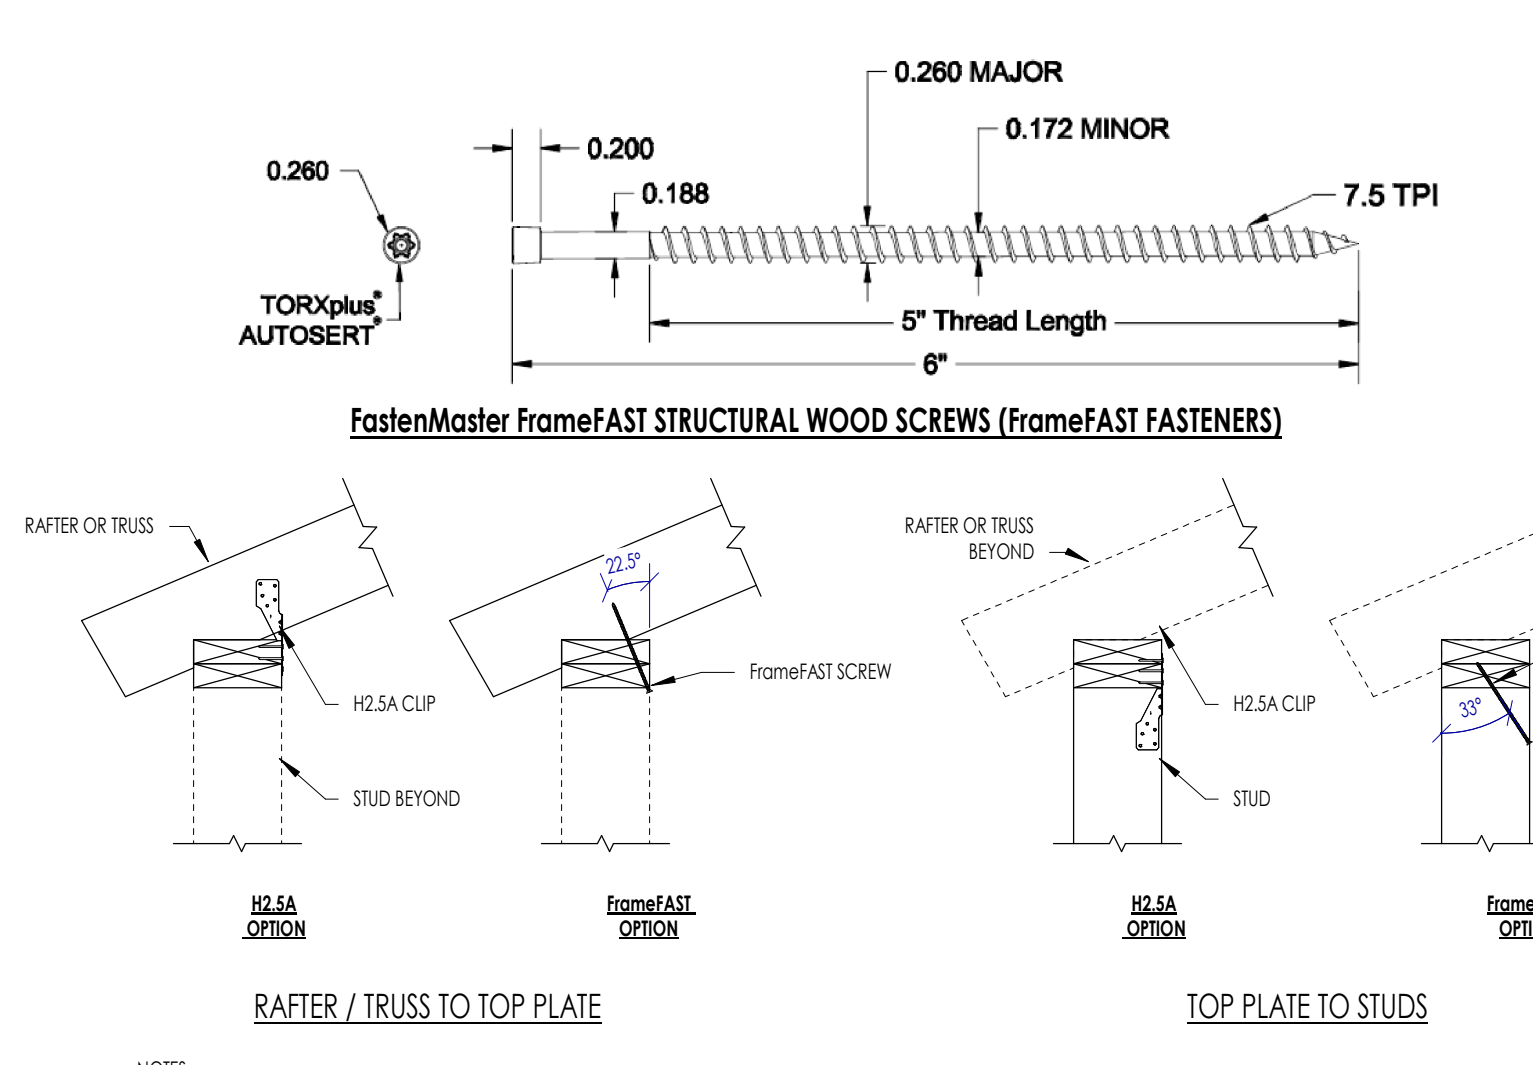 0.260 MAJOR
0.172 MINOR
0.200
0.260
0.188
7.5 TPI
TORXplus®
AUTOSERT®
5" Thread Length
6"
FastenMaster FrameFAST STRUCTURAL WOOD SCREWS (FrameFAST FASTENERS)
RAFTER OR TRUSS
H2.5A CLIP
STUD BEYOND
H2.5A
OPTION
22.5°
FrameFAST SCREW
FrameFAST
OPTION
RAFTER / TRUSS TO TOP PLATE
RAFTER OR TRUSS
BEYOND
H2.5A CLIP
STUD
H2.5A
OPTION
33°
Frame
OPTI
TOP PLATE TO STUDS